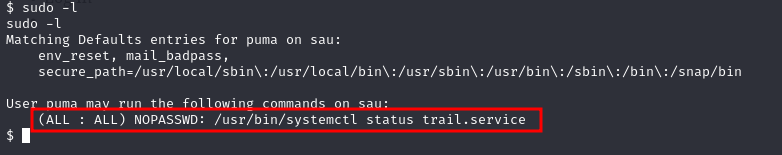 $ sudo -l
sudo -l
Matching Defaults entries for puma on sau:
    env_reset, mail_badpass,
    secure_path=/usr/local/sbin\:/usr/local/bin\:/usr/sbin\:/usr/bin\:/sbin\:/bin\:/snap/bin

User puma may run the following commands on sau:
    (ALL : ALL) NOPASSWD: /usr/bin/systemctl status trail.service
$